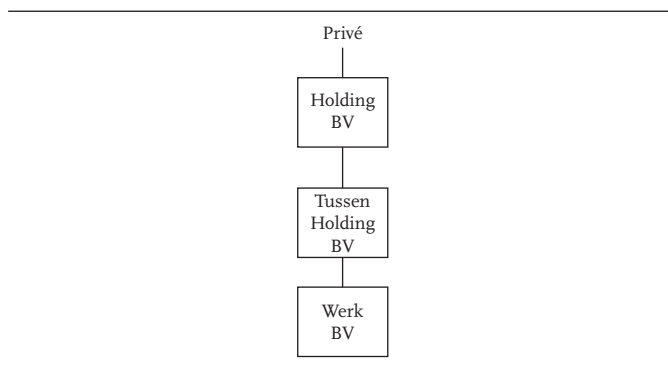 Privé
Holding
BV
Tussen
Holding
BV
Werk
BV